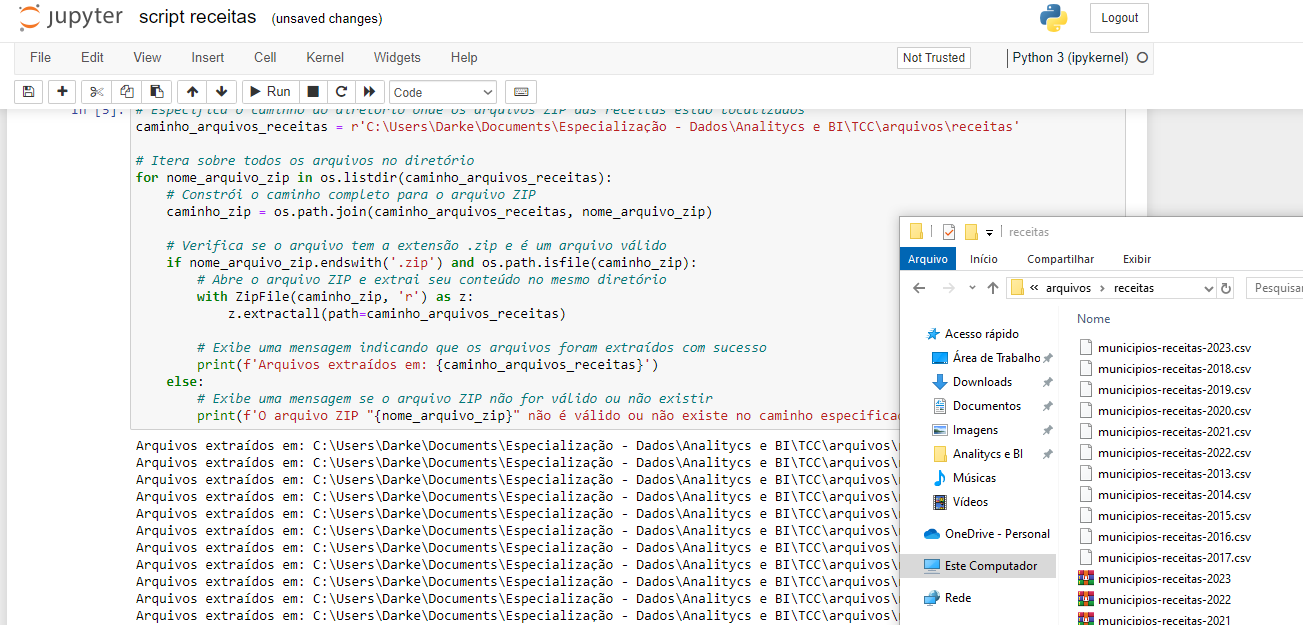 jupyter script receitas (unsaved changes)
Logout
File Edit View Insert Cell Kernel Widgets Help
Not Trusted
Python 3 (ipykernel)
Run
Code
In [5]:
# Especifica o caminho do diretório onde os arquivos ZIP das receitas estão localizados
caminho_arquivos_receitas = r'C:\Users\Darke\Documents\Especialização - Dados\Analitycs e BI\TCC\arquivos\receitas'
# Itera sobre todos os arquivos no diretório
for nome_arquivo_zip in os.listdir(caminho_arquivos_receitas):
# Constrói o caminho completo para o arquivo ZIP
caminho_zip = os.path.join(caminho_arquivos_receitas, nome_arquivo_zip)
# Verifica se o arquivo tem a extensão .zip e é um arquivo válido
if nome_arquivo_zip.endswith('.zip') and os.path.isfile(caminho_zip):
# Abre o arquivo ZIP e extrai seu conteúdo no mesmo diretório
with ZipFile(caminho_zip, 'r') as z:
z.extractall(path=caminho_arquivos_receitas)
# Exibe uma mensagem indicando que os arquivos foram extraídos com sucesso
print(f'Arquivos extraídos em: {caminho_arquivos_receitas}')
else:
# Exibe uma mensagem se o arquivo ZIP não for válido ou não existir
print(f'O arquivo ZIP "{nome_arquivo_zip}" não é válido ou não existe no caminho especifica
Arquivos extraídos em: C:\Users\Darke\Documents\Especialização - Dados\Analitycs e BI\TCC\arquivos\
Arquivos extraídos em: C:\Users\Darke\Documents\Especialização - Dados\Analitycs e BI\TCC\arquivos\
Arquivos extraídos em: C:\Users\Darke\Documents\Especialização - Dados\Analitycs e BI\TCC\arquivos\
Arquivos extraídos em: C:\Users\Darke\Documents\Especialização - Dados\Analitycs e BI\TCC\arquivos\
Arquivos extraídos em: C:\Users\Darke\Documents\Especialização - Dados\Analitycs e BI\TCC\arquivos\
Arquivos extraídos em: C:\Users\Darke\Documents\Especialização - Dados\Analitycs e BI\TCC\arquivos\
Arquivos extraídos em: C:\Users\Darke\Documents\Especialização - Dados\Analitycs e BI\TCC\arquivos\
Arquivos extraídos em: C:\Users\Darke\Documents\Especialização - Dados\Analitycs e BI\TCC\arquivos\
Arquivos extraídos em: C:\Users\Darke\Documents\Especialização - Dados\Analitycs e BI\TCC\arquivos\
Arquivos extraídos em: C:\Users\Darke\Documents\Especialização - Dados\Analitycs e BI\TCC\arquivos\
Arquivos extraídos em: C:\Users\Darke\Documents\Especialização - Dados\Analitycs e BI\TCC\arquivos\
receitas
Arquivo Início Compartilhar Exibir
« arquivos > receitas
Pesquisar
Acesso rápido
Área de Trabalho
Downloads
Documentos
Imagens
Analitycs e BI
Músicas
Vídeos
OneDrive - Personal
Este Computador
Rede
Nome
municipios-receitas-2023.csv
municipios-receitas-2018.csv
municipios-receitas-2019.csv
municipios-receitas-2020.csv
municipios-receitas-2021.csv
municipios-receitas-2022.csv
municipios-receitas-2013.csv
municipios-receitas-2014.csv
municipios-receitas-2015.csv
municipios-receitas-2016.csv
municipios-receitas-2017.csv
municipios-receitas-2023
municipios-receitas-2022
municipios-receitas-2021